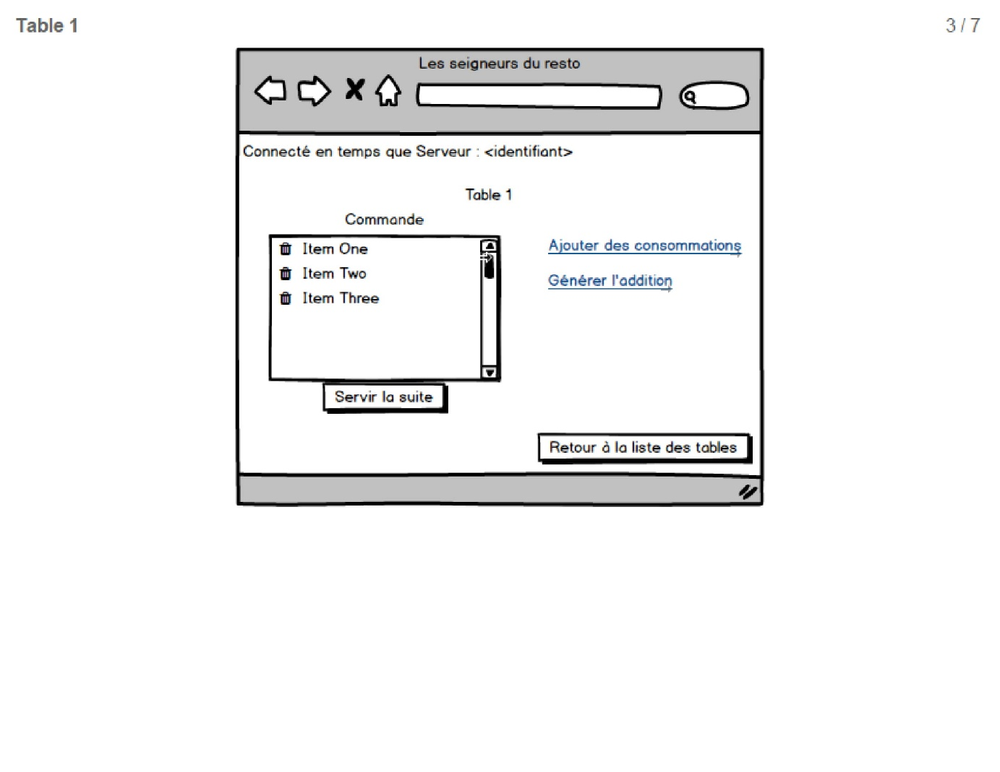 Table 1
3 / 7
Les seigneurs du resto
Connecté en temps que Serveur : <identifiant>
Table 1
Commande
Item One
Item Two
Item Three
Ajouter des consommations
Générer l'addition
Servir la suite
Retour à la liste des tables